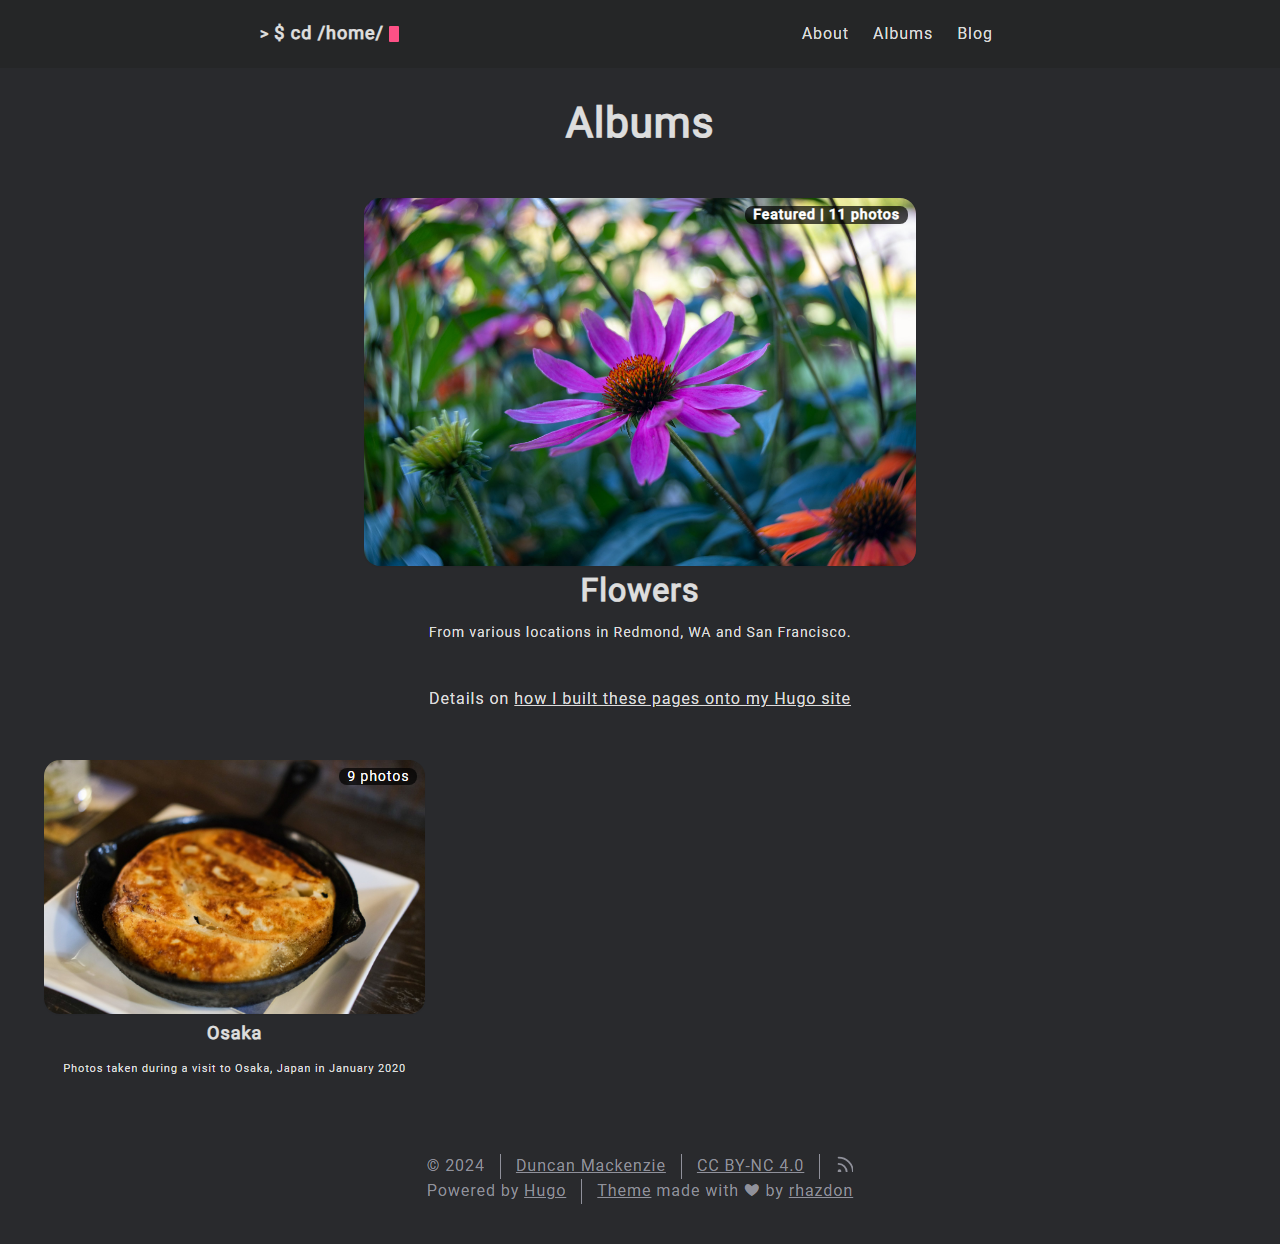 > $ cd /home/
About
Albums
Blog
Albums
Featured | 11 photos
Flowers
From various locations in Redmond, WA and San Francisco.
Details on how I built these pages onto my Hugo site
9 photos
Osaka
Photos taken during a visit to Osaka, Japan in January 2020
© 2024 | Duncan Mackenzie | CC BY-NC 4.0 |
Powered by Hugo | Theme made with ♥ by rhazdon